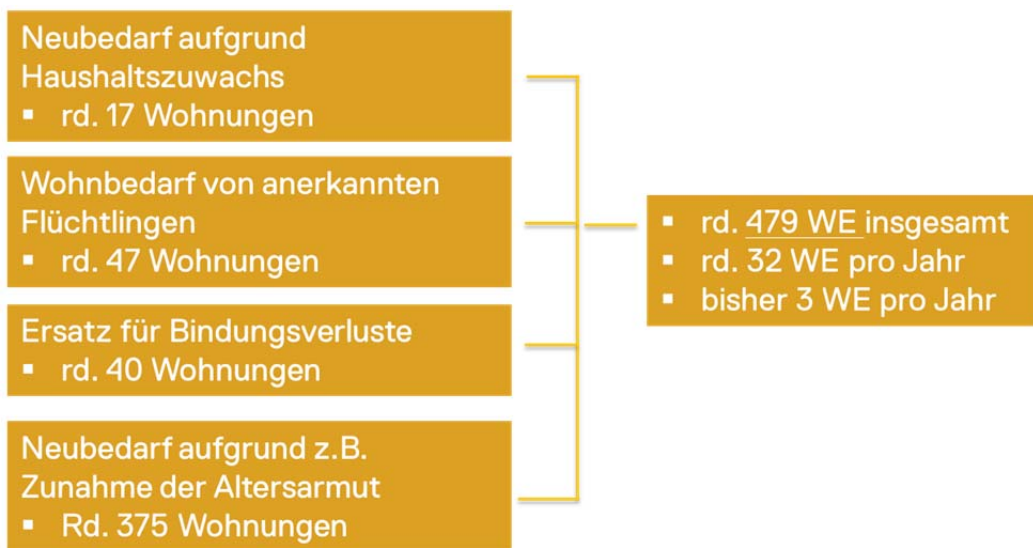 Neubedarf aufgrund
Haushaltszuwachs
▪ rd. 17 Wohnungen
Wohnbedarf von anerkannten
Flüchtlingen
▪ rd. 47 Wohnungen
Ersatz für Bindungsverluste
▪ rd. 40 Wohnungen
Neubedarf aufgrund z.B.
Zunahme der Altersarmut
▪ Rd. 375 Wohnungen
▪ rd. 479 WE insgesamt
▪ rd. 32 WE pro Jahr
▪ bisher 3 WE pro Jahr